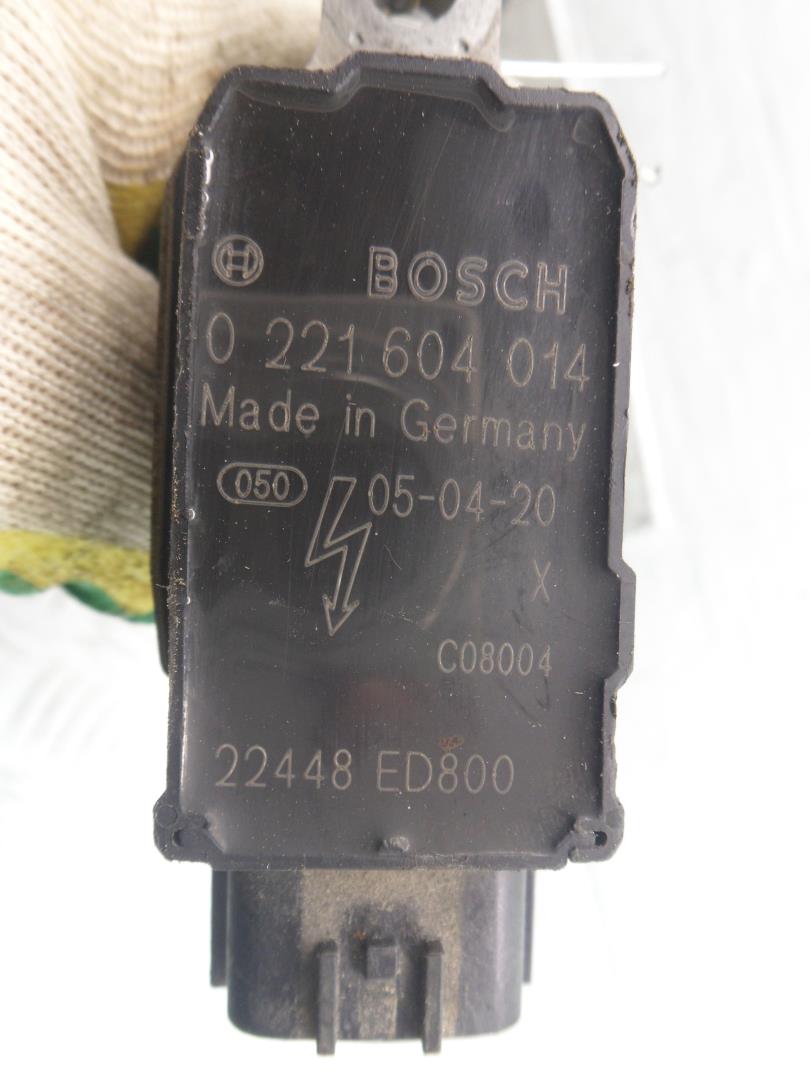 BOSCH
0 221 604 014
Made in Germany
050 05-04-20
X
C08004
22448 ED800